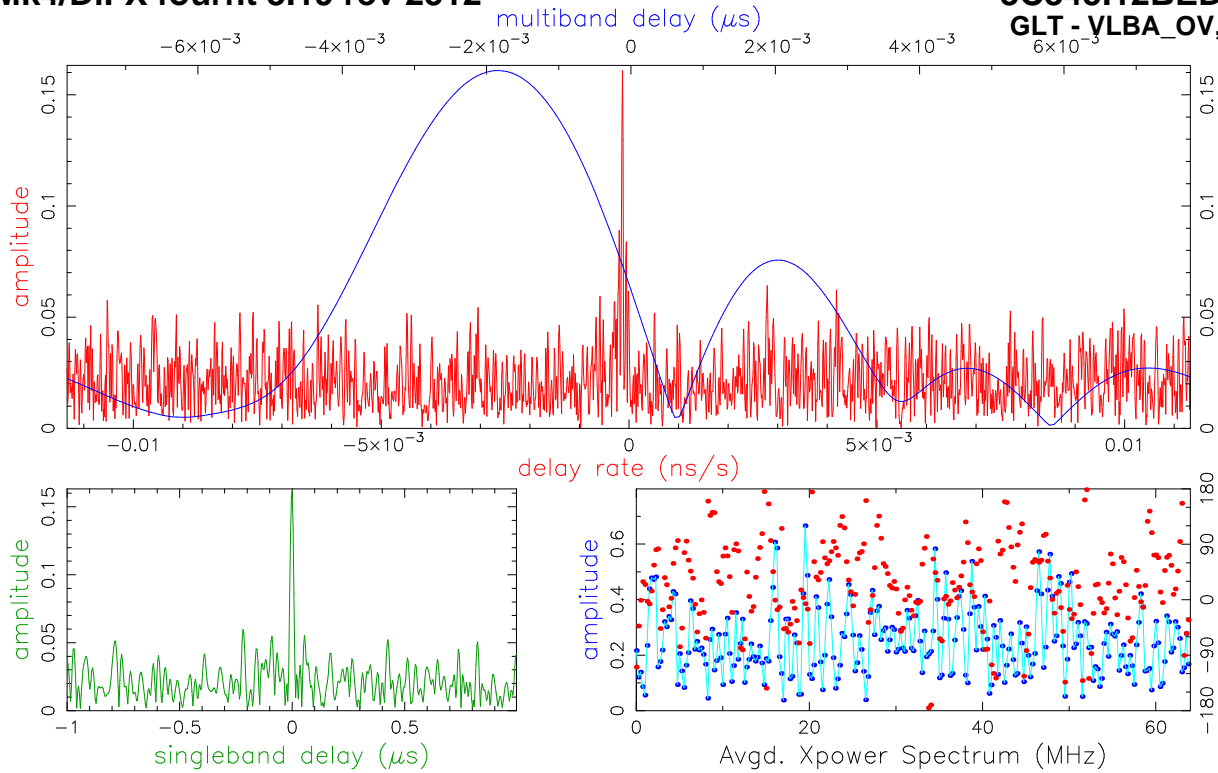 multiband delay (μs)
GLT - VLBA_OV,
−6×10⁻³ −4×10⁻³ −2×10⁻³ 0 2×10⁻³ 4×10⁻³ 6×10⁻³
amplitude
0 0.05 0.1 0.15
0 0.05 0.1 0.15
−0.01 −5×10⁻³ 0 5×10⁻³ 0.01
delay rate (ns/s)
amplitude
0 0.05 0.15
−1 −0.5 0 0.5
singleband delay (μs)
amplitude
0 0.2 0.4 0.6
−180 −90 0 90 180
0 20 40 60
Avgd. Xpower Spectrum (MHz)